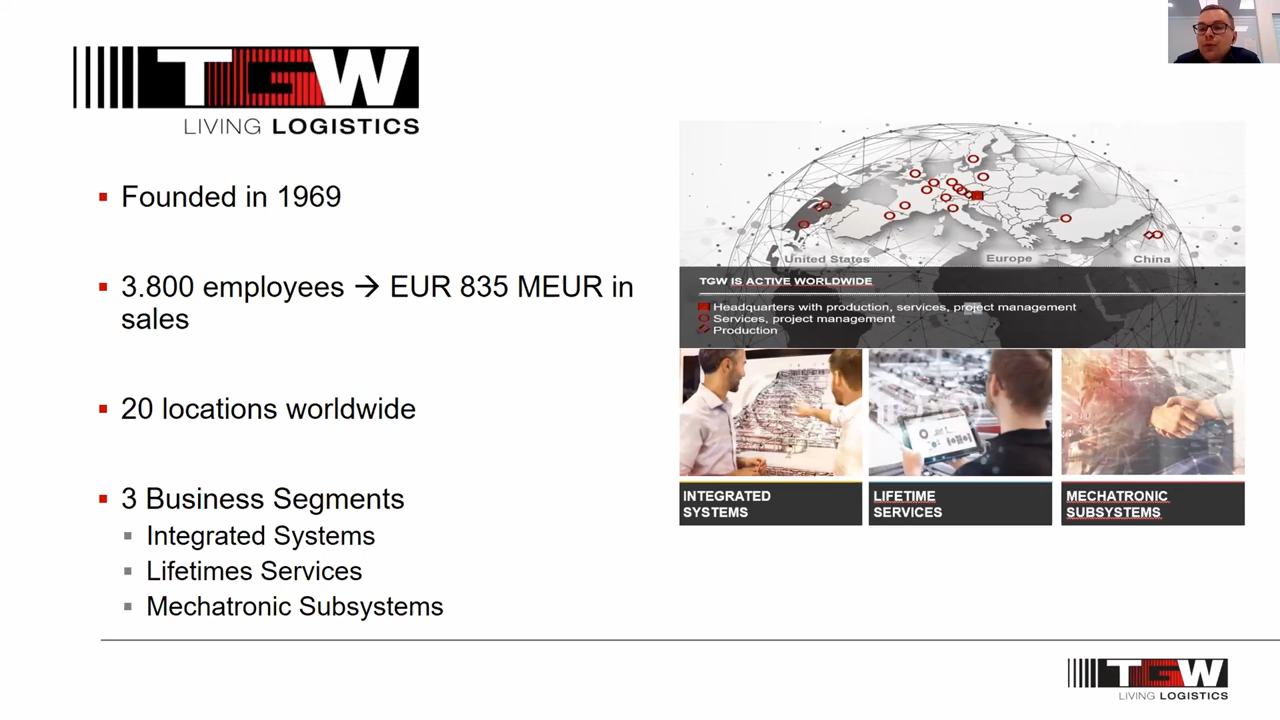 TGW
LIVING LOGISTICS
Founded in 1969
3.800 employees → EUR 835 MEUR in
sales
20 locations worldwide
3 Business Segments
Integrated Systems
Lifetimes Services
Mechatronic Subsystems
United States
Europe
China
TGW IS ACTIVE WORLDWIDE
Headquarters with production, services, project management
Services, project management
Production
INTEGRATED
SYSTEMS
LIFETIME
SERVICES
MECHATRONIC
SUBSYSTEMS
TGW
LIVING LOGISTICS